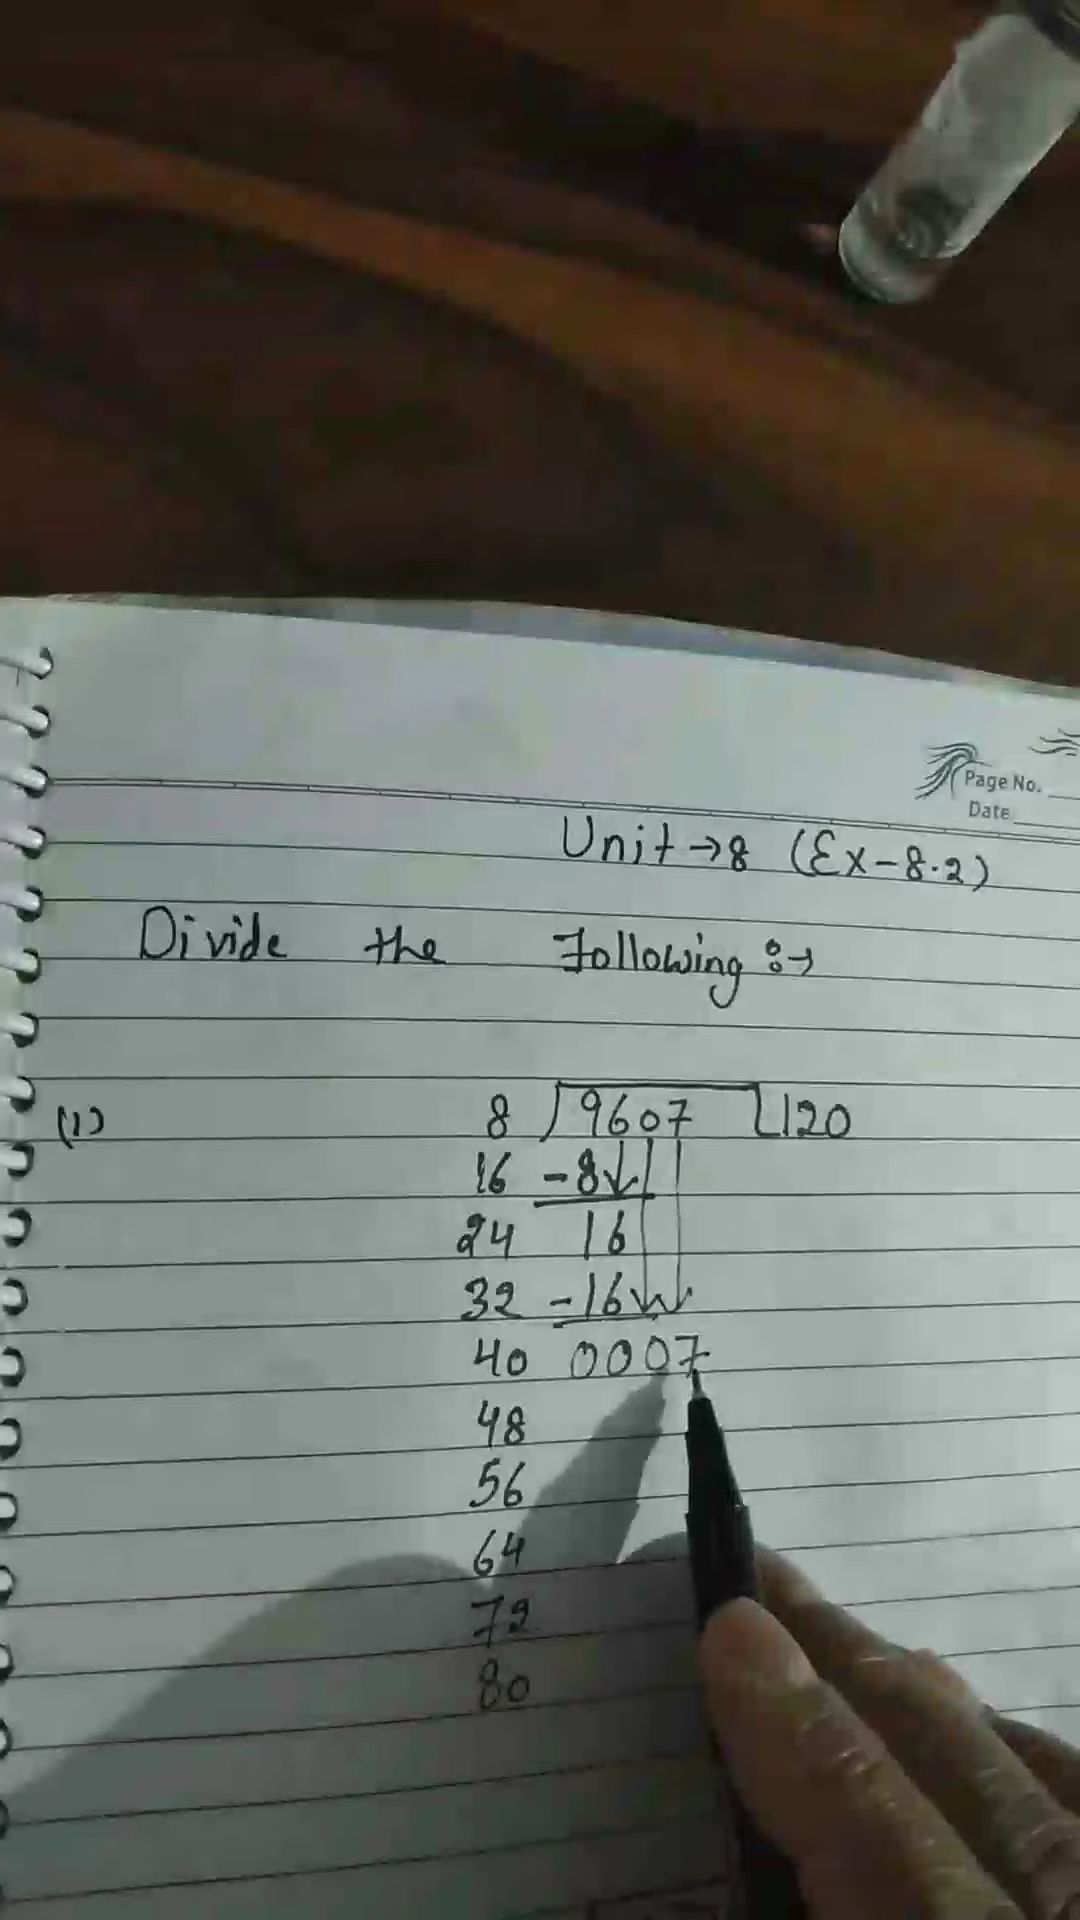 Page No.
Date
Unit→8 (Ex-8.2)
Divide the Following :→
(1) 8 ) 9607 120
16 -8↓
24 16
32 -16↓↓
40 0007
48
56
64
72
80